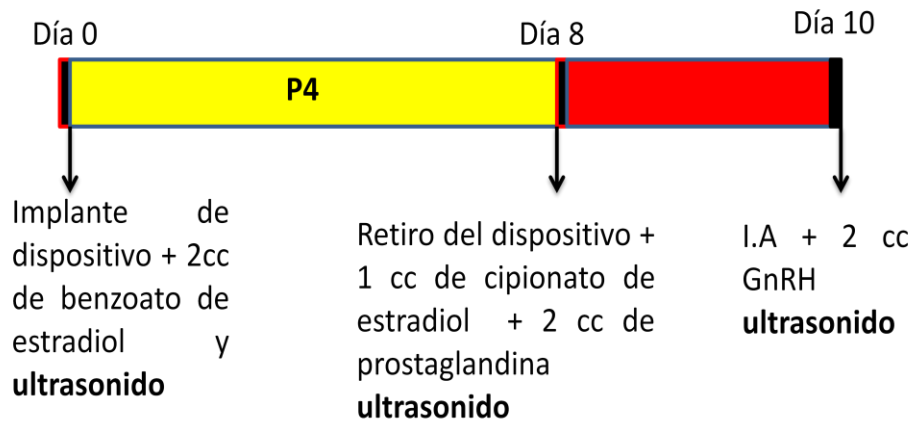 Día 0
Día 8
Día 10
P4
Implante de
dispositivo + 2cc
de benzoato de
estradiol y
ultrasonido
Retiro del dispositivo +
1 cc de cipionato de
estradiol + 2 cc de
prostaglandina
ultrasonido
I.A + 2 cc
GnRH
ultrasonido